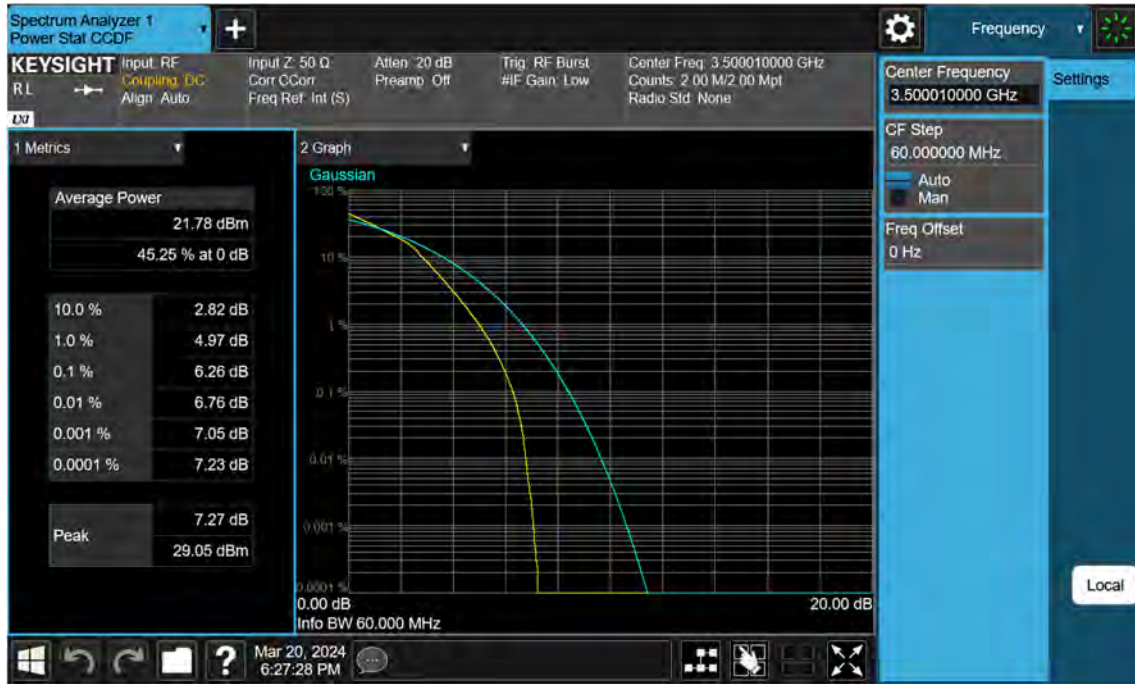 Spectrum Analyzer 1
Power Stat CCDF
+
Frequency
KEYSIGHT
RL
LXI
Input: RF
Coupling: DC
Align: Auto
Input Z: 50 Ω
Corr CCorr
Freq Ref: Int (S)
Atten: 20 dB
Preamp: Off
Trig: RF Burst
#IF Gain: Low
Center Freq: 3.500010000 GHz
Counts: 2.00 M/2.00 Mpt
Radio Std: None
Center Frequency
3.500010000 GHz
Settings
CF Step
60.000000 MHz
Auto
Man
Freq Offset
0 Hz
1 Metrics
Average Power
21.78 dBm
45.25 % at 0 dB
10.0 % 2.82 dB
1.0 % 4.97 dB
0.1 % 6.26 dB
0.01 % 6.76 dB
0.001 % 7.05 dB
0.0001 % 7.23 dB
Peak
7.27 dB
29.05 dBm
2 Graph
Gaussian
100 %
10 %
1 %
0.1 %
0.01 %
0.001 %
0.0001 %
0.00 dB 20.00 dB
Info BW 60.000 MHz
Local
?
Mar 20, 2024
6:27:28 PM